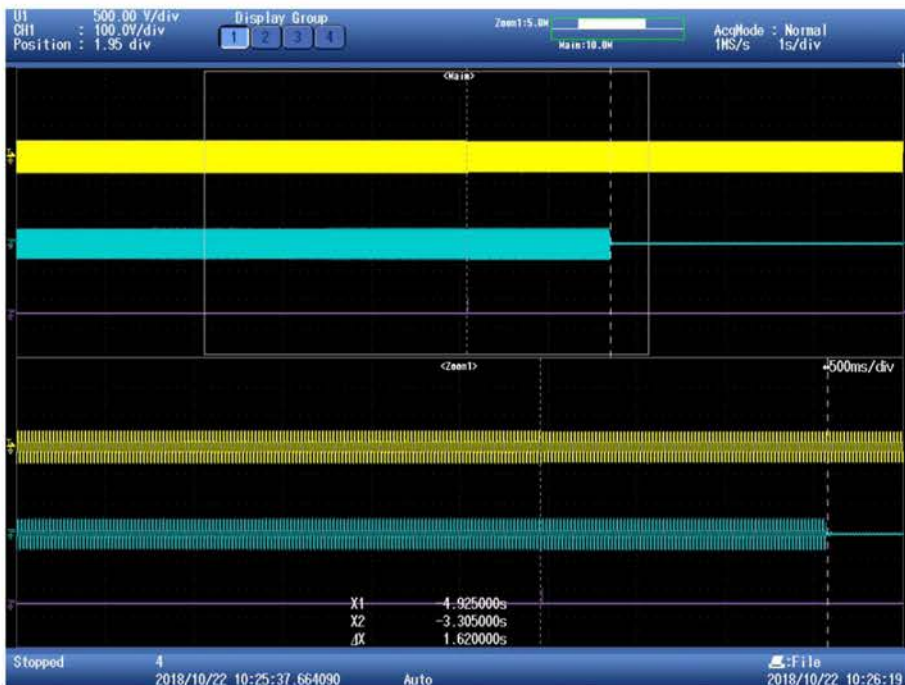 U1 500.00 V/div
CH1 : 100.0V/div
Position : 1.95 div
Display Group
1 2 3 4
Zoom1:5.0M
Main:10.0M
AcqMode : Normal
1MS/s 1s/div
<Main>
<Zoom1>
500ms/div
X1 -4.925000s
X2 -3.305000s
ΔX 1.620000s
Stopped 4
2018/10/22 10:25:37.664090 Auto
:File
2018/10/22 10:26:19